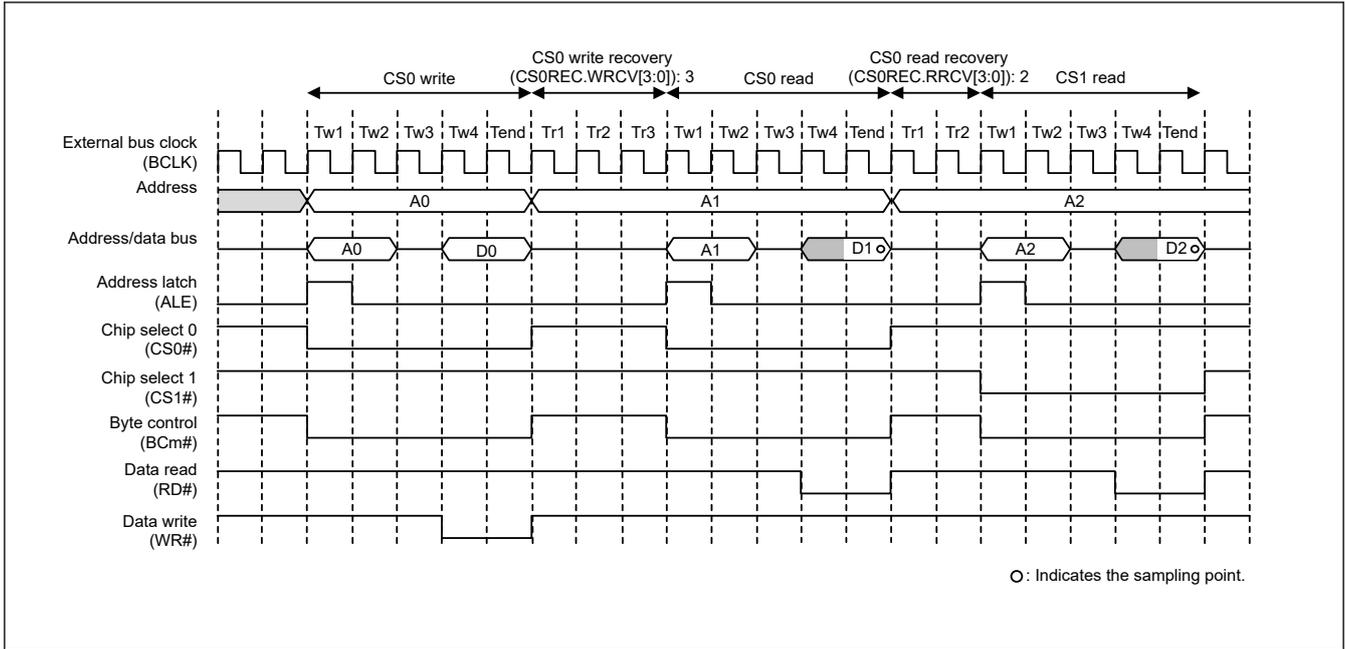 CS0 write recovery
(CS0REC.WRCV[3:0]): 3
CS0 read recovery
(CS0REC.RRCV[3:0]): 2
CS0 write
CS0 read
CS1 read
Tw1 Tw2 Tw3 Tw4 Tend Tr1 Tr2 Tr3 Tw1 Tw2 Tw3 Tw4 Tend Tr1 Tr2 Tw1 Tw2 Tw3 Tw4 Tend
External bus clock
(BCLK)
Address
A0 A1 A2
Address/data bus
A0 D0 A1 D1 A2 D2
Address latch
(ALE)
Chip select 0
(CS0#)
Chip select 1
(CS1#)
Byte control
(BCm#)
Data read
(RD#)
Data write
(WR#)
: Indicates the sampling point.